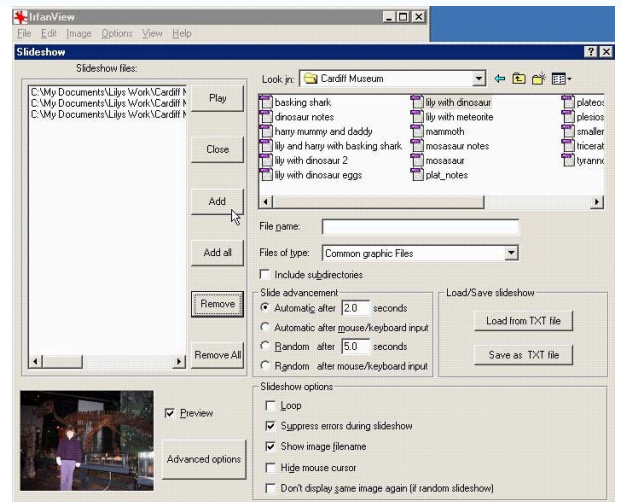 IrfanView
File Edit Image Options View Help
Slideshow
Slideshow files:
C:\My Documents\Lilys Work\Cardiff M
C:\My Documents\Lilys Work\Cardiff M
C:\My Documents\Lilys Work\Cardiff M
Play
Close
Add
Add all
Remove
Remove All
Look in: Cardiff Museum
basking shark
dinosaur notes
harry mummy and daddy
lily and harry with basking shark
lily with dinosaur 2
lily with dinosaur eggs
lily with dinosaur
lily with meteorite
mammoth
mosasaur notes
mosasaur
plat_notes
plateos
plesios
smaller
tricerat
tyranno
File name:
Files of type: Common graphic Files
Include subdirectories
Slide advancement
Automatic after 2.0 seconds
Automatic after mouse/keyboard input
Random after 5.0 seconds
Random after mouse/keyboard input
Load/Save slideshow
Load from TXT file
Save as TXT file
Preview
Advanced options
Slideshow options
Loop
Suppress errors during slideshow
Show image filename
Hide mouse cursor
Don't display same image again (if random slideshow)